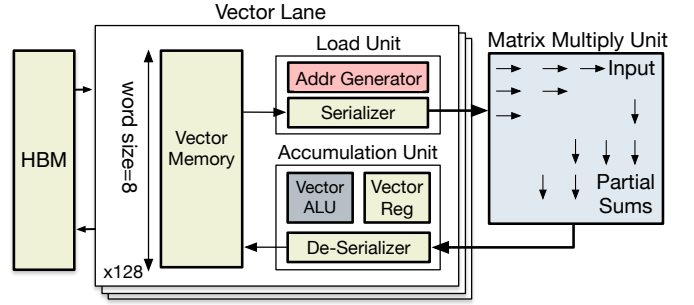 Vector Lane
HBM
word size=8
Vector
Memory
x128
Load Unit
Addr Generator
Serializer
Accumulation Unit
Vector
ALU
Vector
Reg
De-Serializer
Matrix Multiply Unit
Input
Partial
Sums